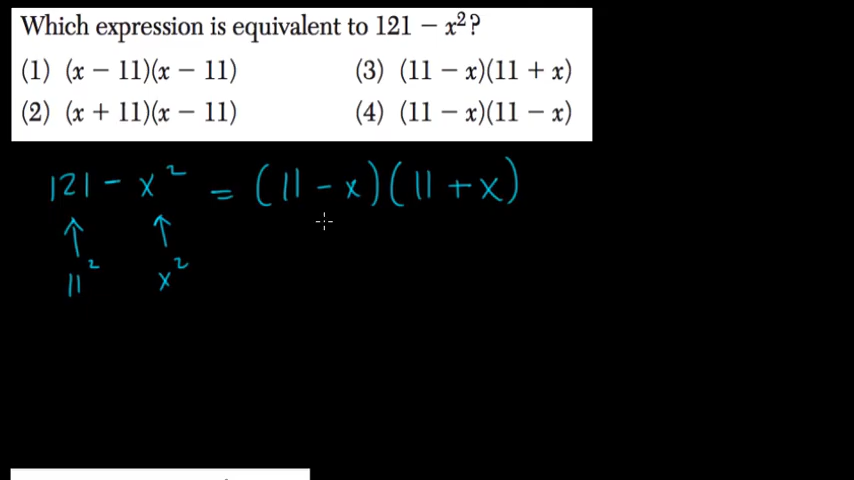 Which expression is equivalent to 121 − x²?
(1) (x − 11)(x − 11) (3) (11 − x)(11 + x)
(2) (x + 11)(x − 11) (4) (11 − x)(11 − x)
121 − x² = (11 − x)(11 + x)
11² x²